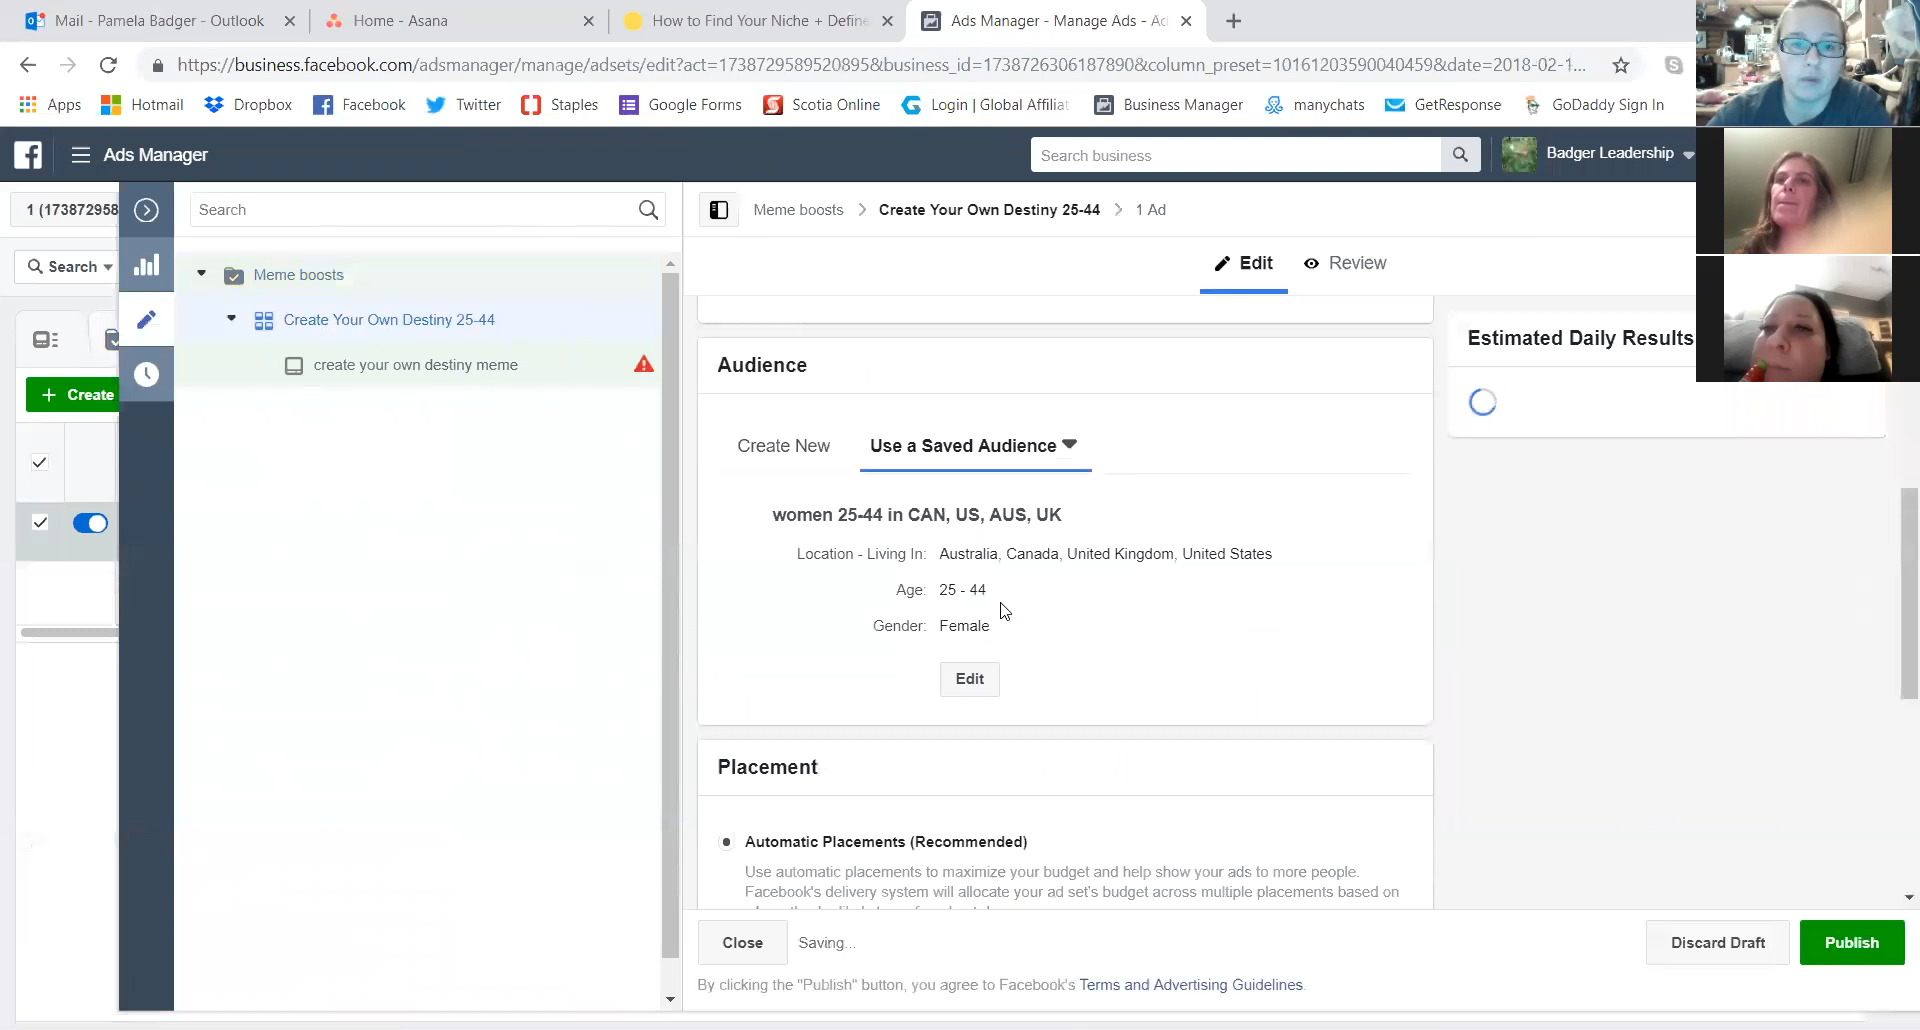 Mail - Pamela Badger - Outlook
Home - Asana
How to Find Your Niche + Define
Ads Manager - Manage Ads - Ad
https://business.facebook.com/adsmanager/manage/adsets/edit?act=1738729589520895&business_id=1738726306187890&column_preset=10161203590040459&date=2018-02-1...
Apps
Hotmail
Dropbox
Facebook
Twitter
Staples
Google Forms
Scotia Online
Login | Global Affiliat
Business Manager
manychats
GetResponse
GoDaddy Sign In
Ads Manager
Search business
Badger Leadership
1 (173872958
Search
Meme boosts
Create Your Own Destiny 25-44
1 Ad
Search
Edit
Review
Meme boosts
Create Your Own Destiny 25-44
create your own destiny meme
Create
Audience
Create New
Use a Saved Audience
women 25-44 in CAN, US, AUS, UK
Location - Living In: Australia, Canada, United Kingdom, United States
Age: 25 - 44
Gender: Female
Edit
Estimated Daily Results
Placement
Automatic Placements (Recommended)
Use automatic placements to maximize your budget and help show your ads to more people.
Facebook's delivery system will allocate your ad set's budget across multiple placements based on
Close
Saving...
Discard Draft
Publish
By clicking the "Publish" button, you agree to Facebook's Terms and Advertising Guidelines.